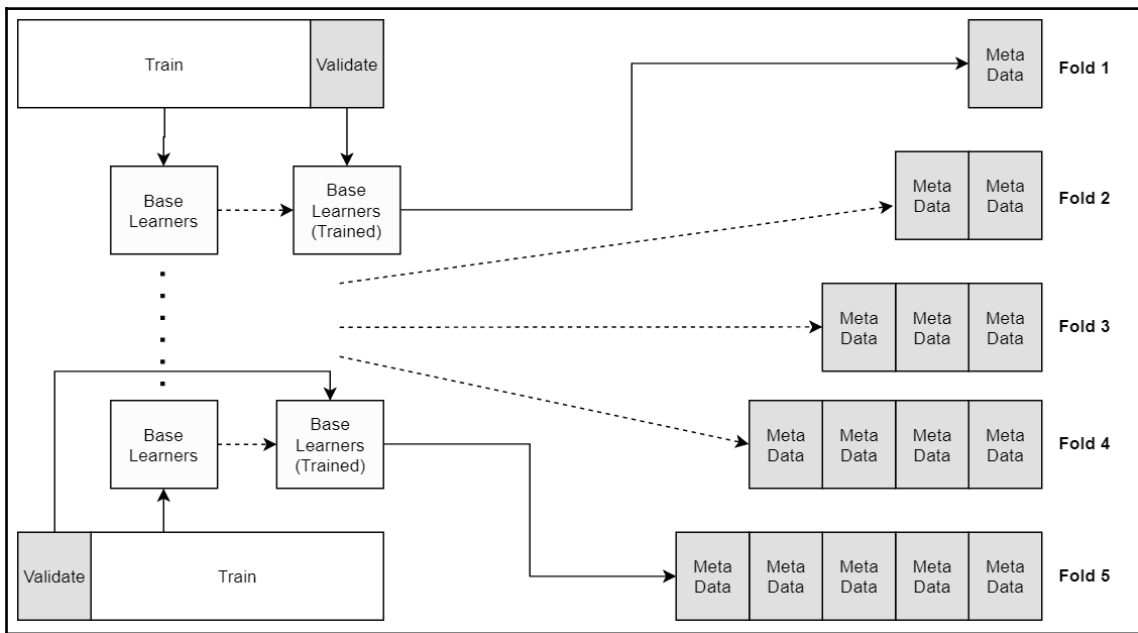 Train
Validate
Meta
Data
Fold 1
Base
Learners
Base
Learners
(Trained)
Meta
Data
Meta
Data
Fold 2
Meta
Data
Meta
Data
Meta
Data
Fold 3
Base
Learners
Base
Learners
(Trained)
Meta
Data
Meta
Data
Meta
Data
Meta
Data
Fold 4
Validate
Train
Meta
Data
Meta
Data
Meta
Data
Meta
Data
Meta
Data
Fold 5